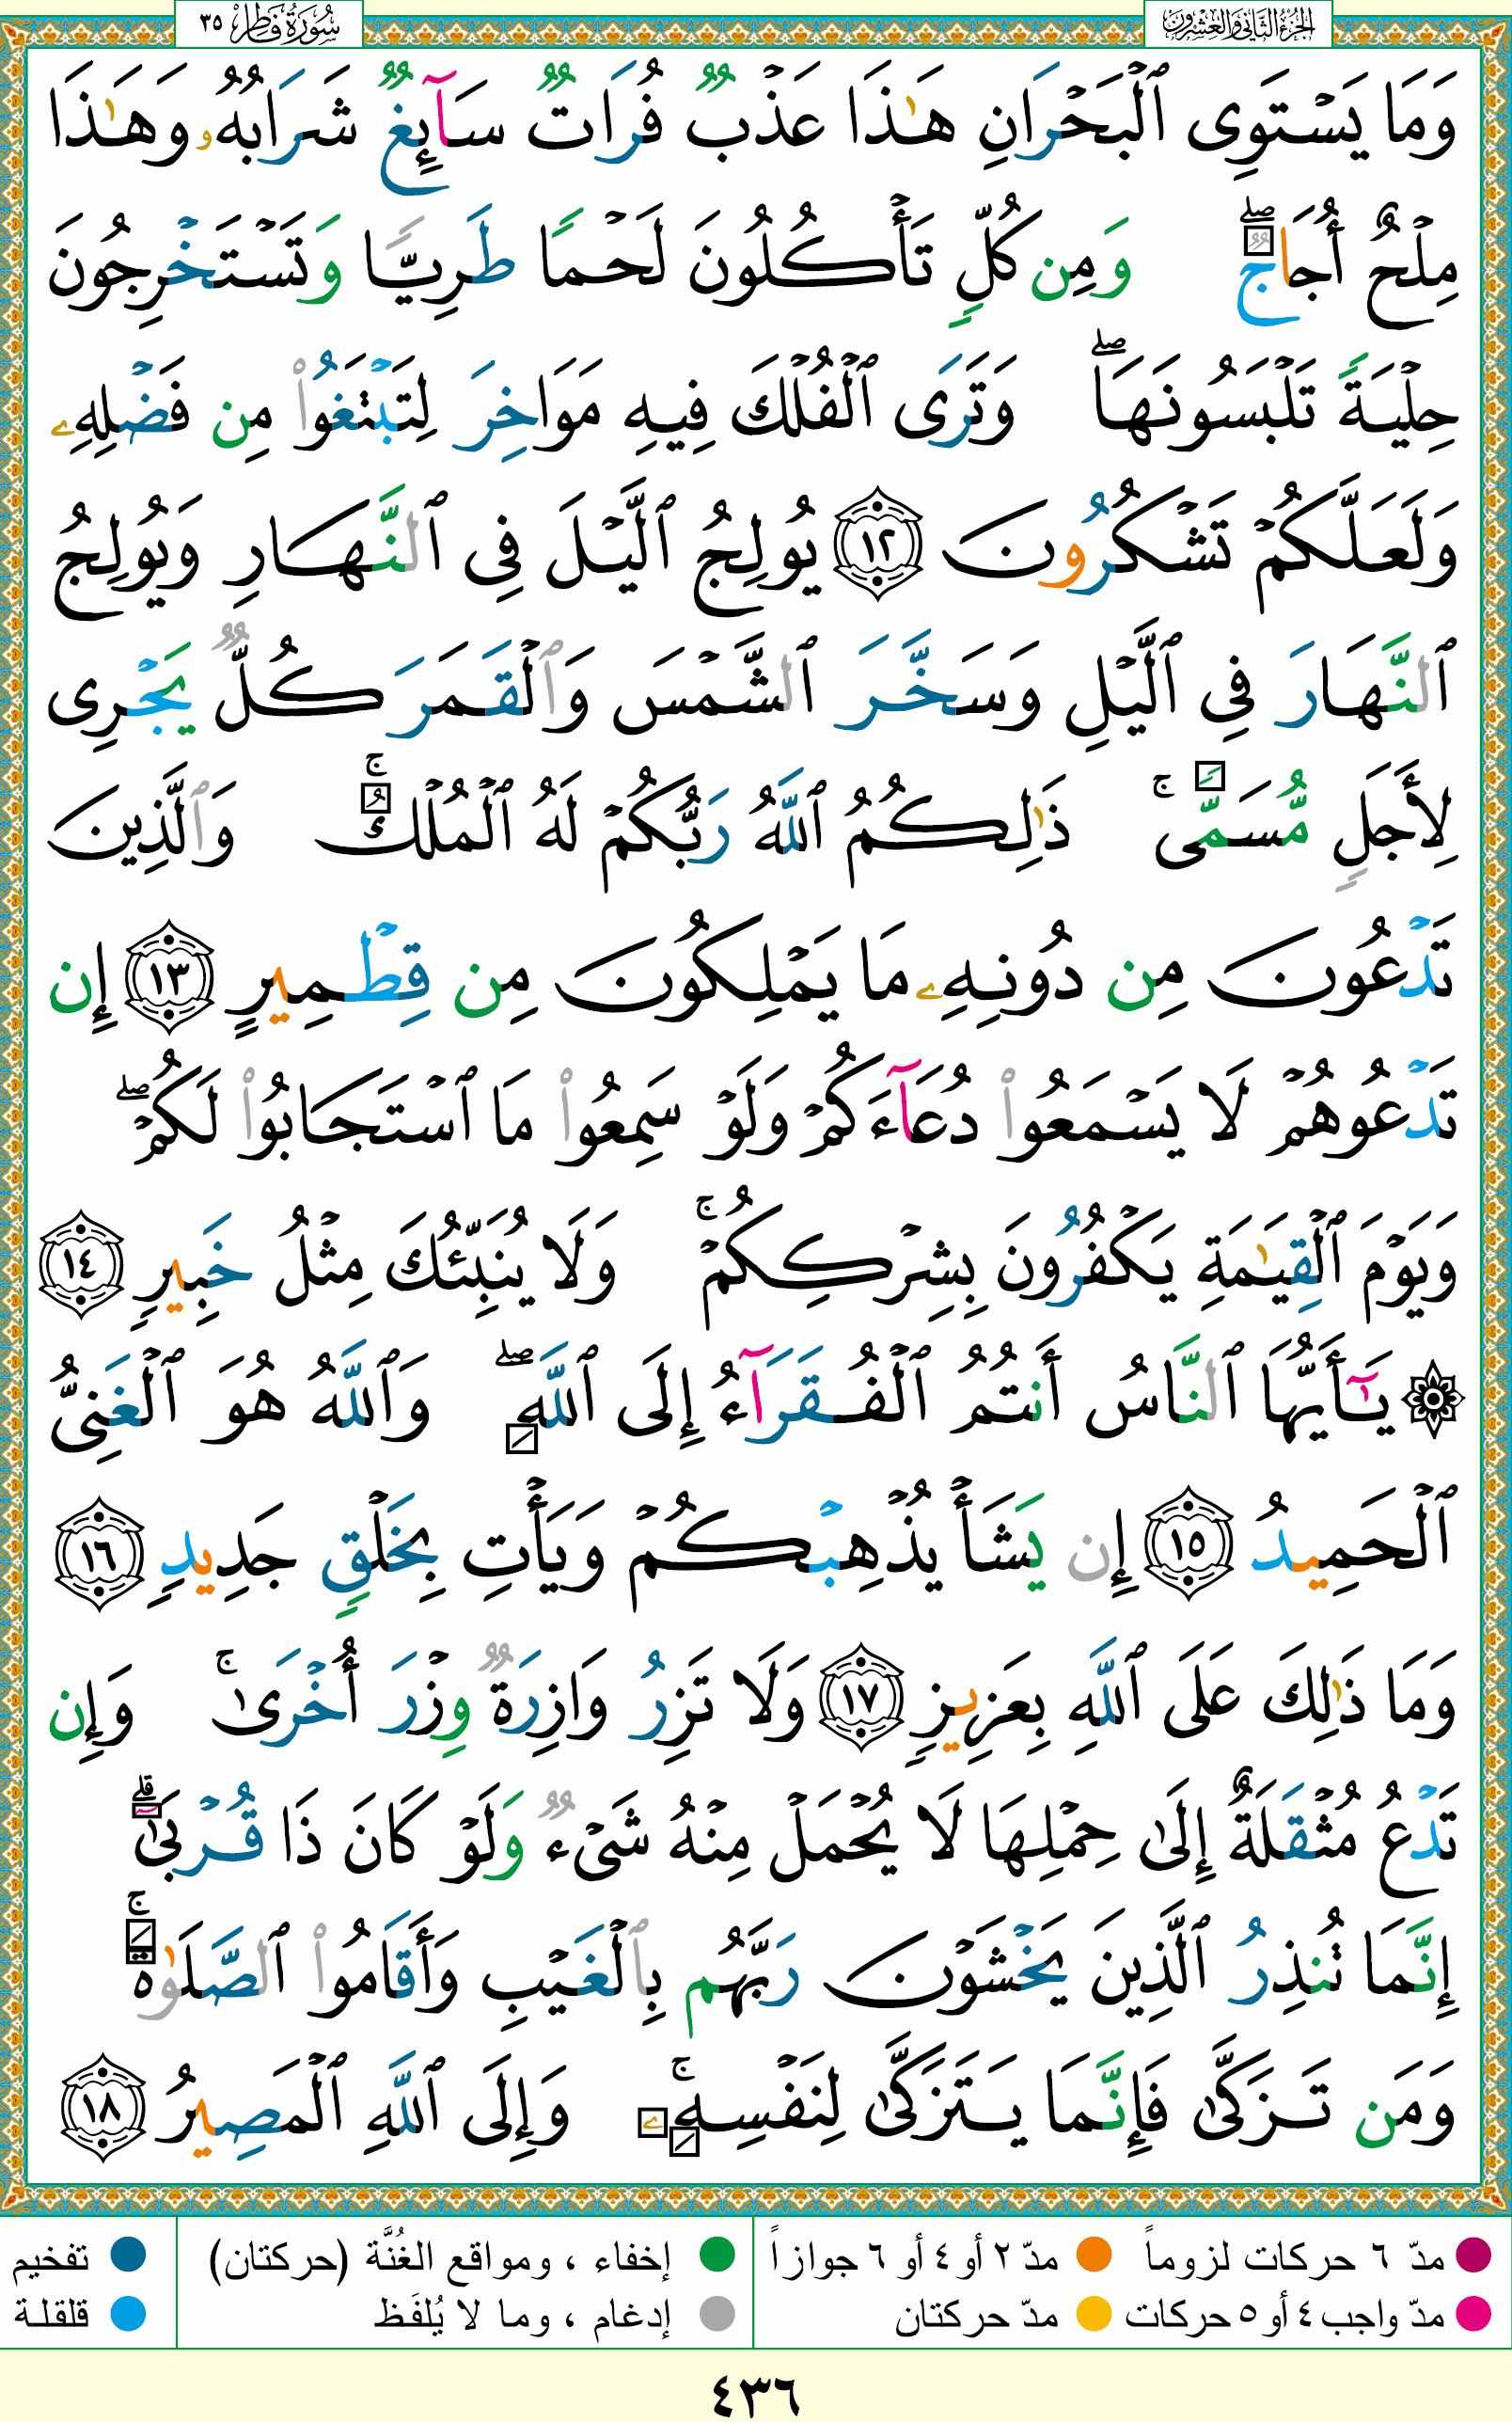 الجزء الثاني والعشرون
سورة فاطر ٣٥
وَمَا يَسْتَوِى ٱلْبَحْرَانِ هَـٰذَا عَذْبٌ فُرَاتٌ سَآئِغٌ شَرَابُهُۥ وَهَـٰذَا
مِلْحٌ أُجَاجٌ ۖ وَمِن كُلٍّ تَأْكُلُونَ لَحْمًا طَرِيًّا وَتَسْتَخْرِجُونَ
حِلْيَةً تَلْبَسُونَهَا ۖ وَتَرَى ٱلْفُلْكَ فِيهِ مَوَاخِرَ لِتَبْتَغُوا۟ مِن فَضْلِهِۦ
وَلَعَلَّكُمْ تَشْكُرُونَ ١٢ يُولِجُ ٱلَّيْلَ فِى ٱلنَّهَارِ وَيُولِجُ
ٱلنَّهَارَ فِى ٱلَّيْلِ وَسَخَّرَ ٱلشَّمْسَ وَٱلْقَمَرَ كُلٌّ يَجْرِى
لِأَجَلٍ مُّسَمًّى ۚ ذَٰلِكُمُ ٱللَّهُ رَبُّكُمْ لَهُ ٱلْمُلْكُ ۚ وَٱلَّذِينَ
تَدْعُونَ مِن دُونِهِۦ مَا يَمْلِكُونَ مِن قِطْمِيرٍ ١٣ إِن
تَدْعُوهُمْ لَا يَسْمَعُوا۟ دُعَآءَكُمْ وَلَوْ سَمِعُوا۟ مَا ٱسْتَجَابُوا۟ لَكُمْ ۖ
وَيَوْمَ ٱلْقِيَـٰمَةِ يَكْفُرُونَ بِشِرْكِكُمْ ۚ وَلَا يُنَبِّئُكَ مِثْلُ خَبِيرٍ ١٤
۞ يَـٰٓأَيُّهَا ٱلنَّاسُ أَنتُمُ ٱلْفُقَرَآءُ إِلَى ٱللَّهِ ۖ وَٱللَّهُ هُوَ ٱلْغَنِىُّ
ٱلْحَمِيدُ ١٥ إِن يَشَأْ يُذْهِبْكُمْ وَيَأْتِ بِخَلْقٍ جَدِيدٍ ١٦
وَمَا ذَٰلِكَ عَلَى ٱللَّهِ بِعَزِيزٍ ١٧ وَلَا تَزِرُ وَازِرَةٌ وِزْرَ أُخْرَىٰ ۚ وَإِن
تَدْعُ مُثْقَلَةٌ إِلَىٰ حِمْلِهَا لَا يُحْمَلْ مِنْهُ شَىْءٌ وَلَوْ كَانَ ذَا قُرْبَىٰٓ ۗ
إِنَّمَا تُنذِرُ ٱلَّذِينَ يَخْشَوْنَ رَبَّهُم بِٱلْغَيْبِ وَأَقَامُوا۟ ٱلصَّلَوٰةَ ۚ
وَمَن تَزَكَّىٰ فَإِنَّمَا يَتَزَكَّىٰ لِنَفْسِهِۦ ۚ وَإِلَى ٱللَّهِ ٱلْمَصِيرُ ١٨
مدّ ٦ حركات لزوماً مدّ ٢ أو ٤ أو ٦ جوازاً إخفاء ، ومواقع الغُنَّة (حركتان) تفخيم
مدّ واجب ٤ أو ٥ حركات مدّ حركتان إدغام ، وما لا يُلفَظ قلقلة
٤٣٦